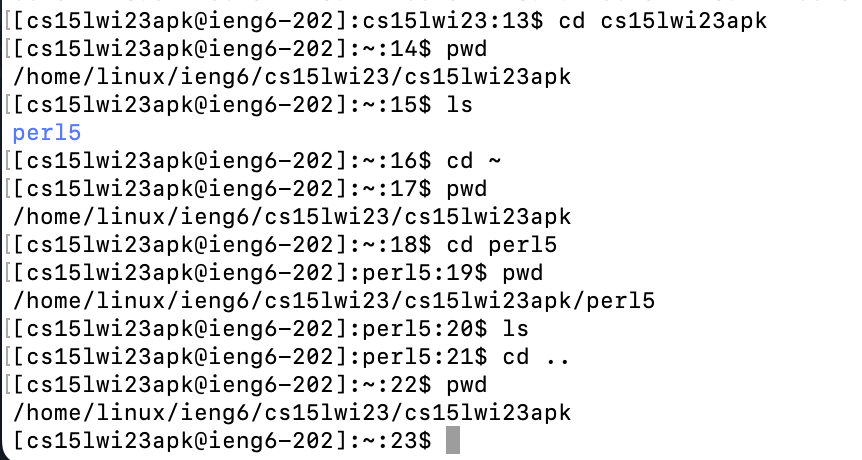 [[cs15lwi23apk@ieng6-202]:cs15lwi23:13$ cd cs15lwi23apk
[[cs15lwi23apk@ieng6-202]:~:14$ pwd
/home/linux/ieng6/cs15lwi23/cs15lwi23apk
[[cs15lwi23apk@ieng6-202]:~:15$ ls
perl5
[[cs15lwi23apk@ieng6-202]:~:16$ cd ~
[[cs15lwi23apk@ieng6-202]:~:17$ pwd
/home/linux/ieng6/cs15lwi23/cs15lwi23apk
[[cs15lwi23apk@ieng6-202]:~:18$ cd perl5
[[cs15lwi23apk@ieng6-202]:perl5:19$ pwd
/home/linux/ieng6/cs15lwi23/cs15lwi23apk/perl5
[[cs15lwi23apk@ieng6-202]:perl5:20$ ls
[[cs15lwi23apk@ieng6-202]:perl5:21$ cd ..
[[cs15lwi23apk@ieng6-202]:~:22$ pwd
/home/linux/ieng6/cs15lwi23/cs15lwi23apk
[cs15lwi23apk@ieng6-202]:~:23$